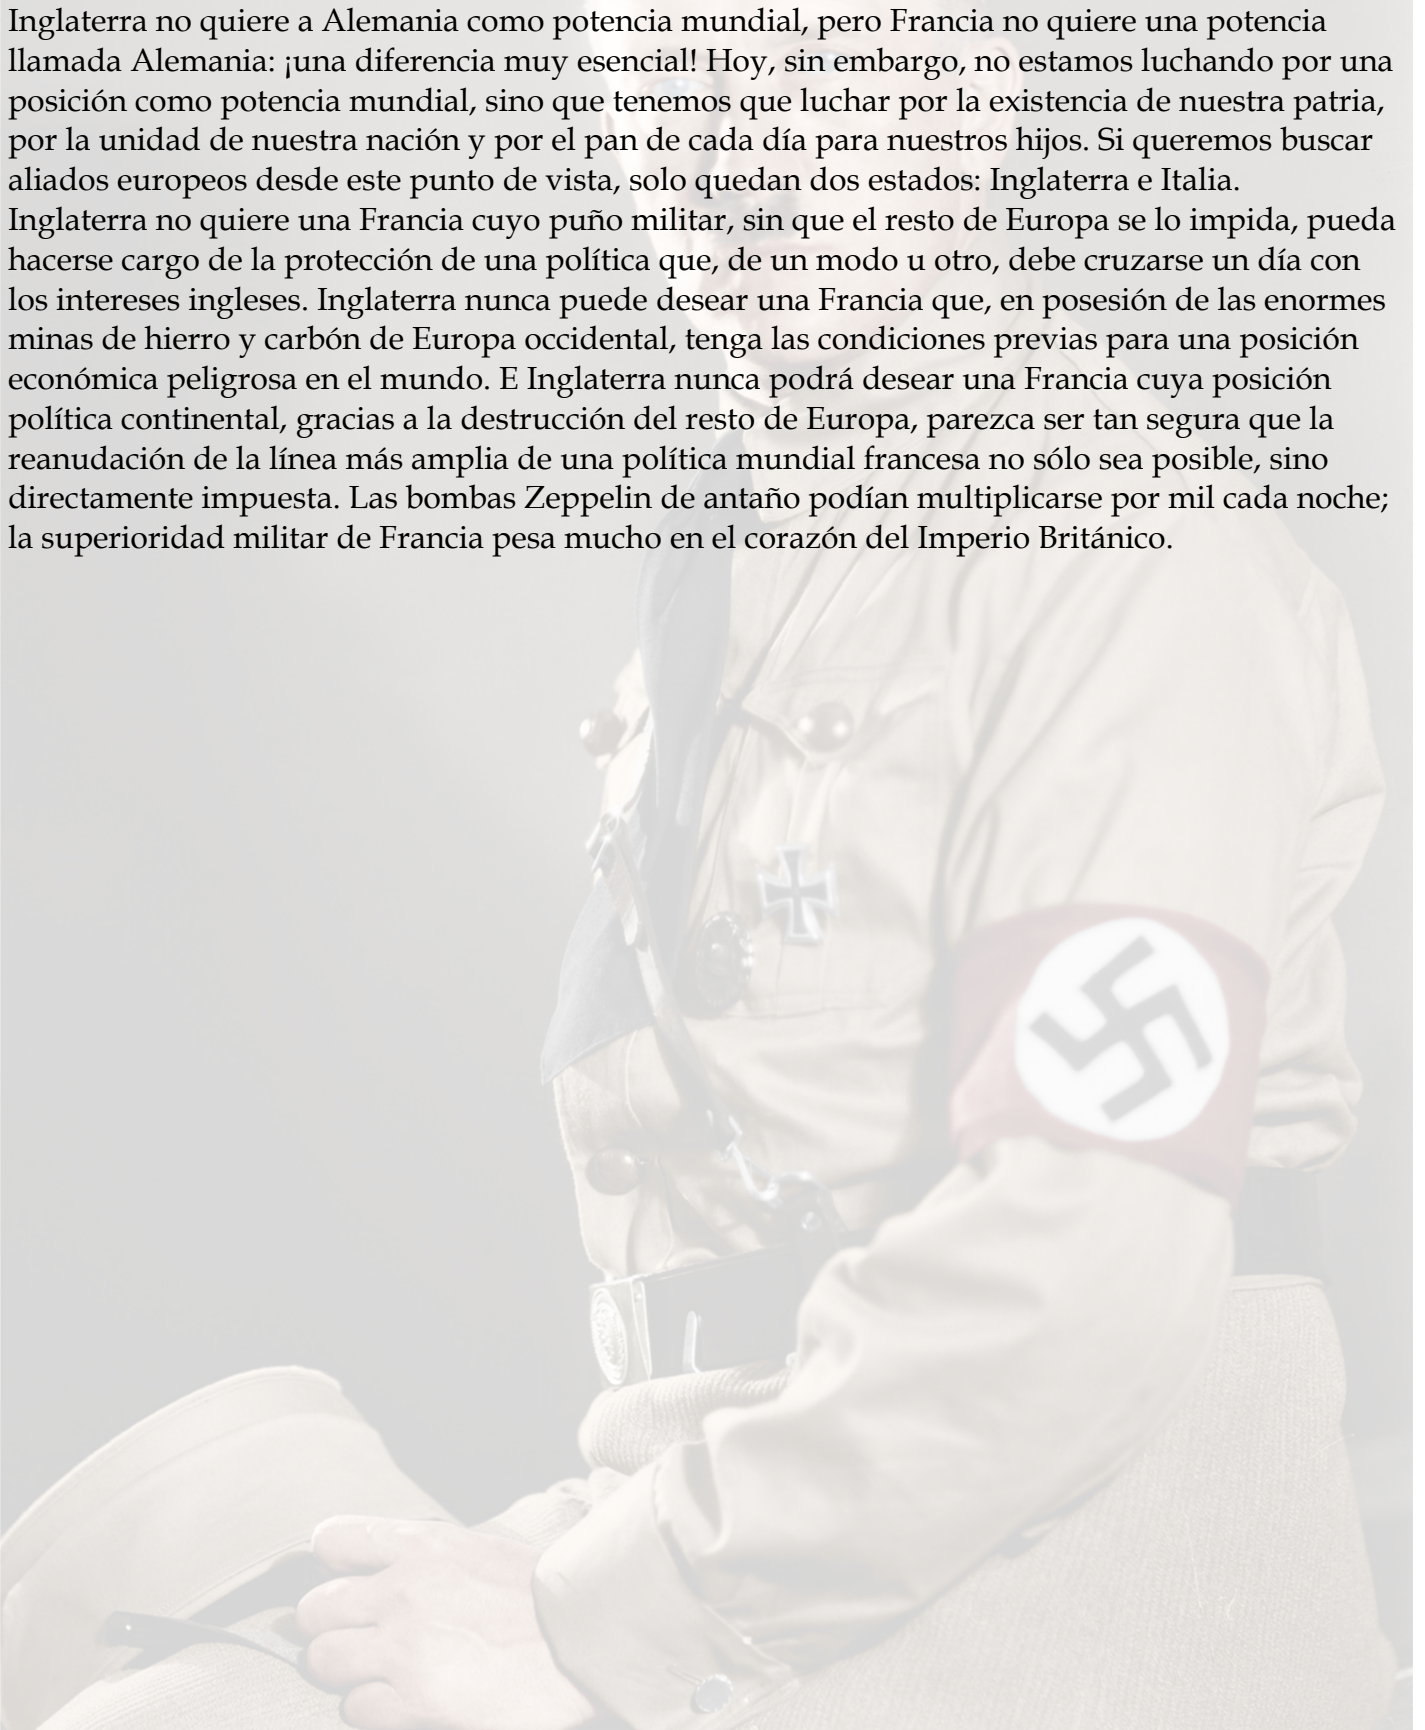 Inglaterra no quiere a Alemania como potencia mundial, pero Francia no quiere una potencia
llamada Alemania: ¡una diferencia muy esencial! Hoy, sin embargo, no estamos luchando por una
posición como potencia mundial, sino que tenemos que luchar por la existencia de nuestra patria,
por la unidad de nuestra nación y por el pan de cada día para nuestros hijos. Si queremos buscar
aliados europeos desde este punto de vista, solo quedan dos estados: Inglaterra e Italia.
Inglaterra no quiere una Francia cuyo puño militar, sin que el resto de Europa se lo impida, pueda
hacerse cargo de la protección de una política que, de un modo u otro, debe cruzarse un día con
los intereses ingleses. Inglaterra nunca puede desear una Francia que, en posesión de las enormes
minas de hierro y carbón de Europa occidental, tenga las condiciones previas para una posición
económica peligrosa en el mundo. E Inglaterra nunca podrá desear una Francia cuya posición
política continental, gracias a la destrucción del resto de Europa, parezca ser tan segura que la
reanudación de la línea más amplia de una política mundial francesa no sólo sea posible, sino
directamente impuesta. Las bombas Zeppelin de antaño podían multiplicarse por mil cada noche;
la superioridad militar de Francia pesa mucho en el corazón del Imperio Británico.